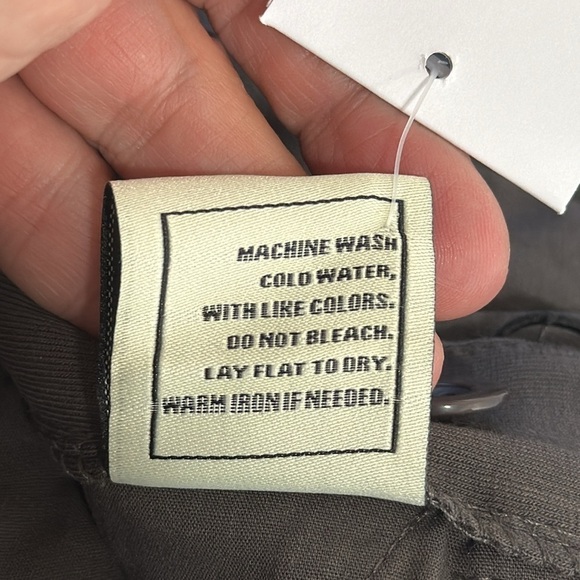 MACHINE WASH
COLD WATER,
WITH LIKE COLORS.
DO NOT BLEACH.
LAY FLAT TO DRY.
WARM IRON IF NEEDED.